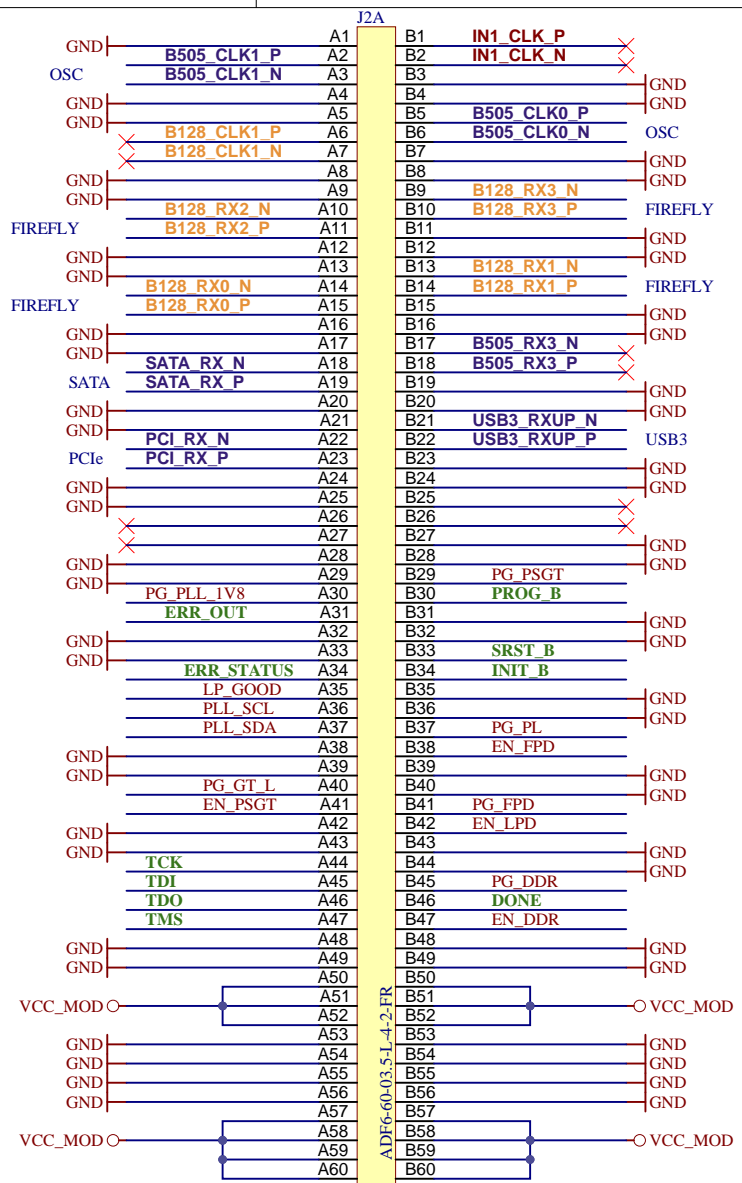 J2A
GND A1 B1 IN1_CLK_P
B505_CLK1_P A2 B2 IN1_CLK_N
OSC B505_CLK1_N A3 B3 GND
GND A4 B4 GND
GND A5 B5 B505_CLK0_P
B128_CLK1_P A6 B6 B505_CLK0_N OSC
B128_CLK1_N A7 B7 GND
GND A8 B8 GND
GND A9 B9 B128_RX3_N
B128_RX2_N A10 B10 B128_RX3_P FIREFLY
FIREFLY B128_RX2_P A11 B11 GND
GND A12 B12 GND
GND A13 B13 B128_RX1_N
B128_RX0_N A14 B14 B128_RX1_P FIREFLY
FIREFLY B128_RX0_P A15 B15 GND
GND A16 B16 GND
GND A17 B17 B505_RX3_N
SATA_RX_N A18 B18 B505_RX3_P
SATA SATA_RX_P A19 B19 GND
GND A20 B20 GND
GND A21 B21 USB3_RXUP_N
PCI_RX_N A22 B22 USB3_RXUP_P USB3
PCIe PCI_RX_P A23 B23 GND
GND A24 B24 GND
GND A25 B25
A26 B26
A27 B27 GND
GND A28 B28 GND
GND A29 B29 PG_PSGT
PG_PLL_1V8 A30 B30 PROG_B
ERR_OUT A31 B31 GND
GND A32 B32 GND
GND A33 B33 SRST_B
ERR_STATUS A34 B34 INIT_B
LP_GOOD A35 B35 GND
PLL_SCL A36 B36 GND
PLL_SDA A37 B37 PG_PL
GND A38 B38 EN_FPD
GND A39 B39 GND
PG_GT_L A40 B40 GND
EN_PSGT A41 B41 PG_FPD
GND A42 B42 EN_LPD
GND A43 B43 GND
TCK A44 B44 GND
TDI A45 B45 PG_DDR
TDO A46 B46 DONE
TMS A47 B47 EN_DDR
GND A48 B48 GND
GND A49 B49 GND
A50 B50
VCC_MOD A51 B51 VCC_MOD
A52 B52
GND A53 B53 GND
GND A54 B54 GND
GND A55 B55 GND
GND A56 B56 GND
A57 B57
VCC_MOD A58 B58 VCC_MOD
A59 B59
A60 B60
ADF6-60-03.5-L-4-2-FR